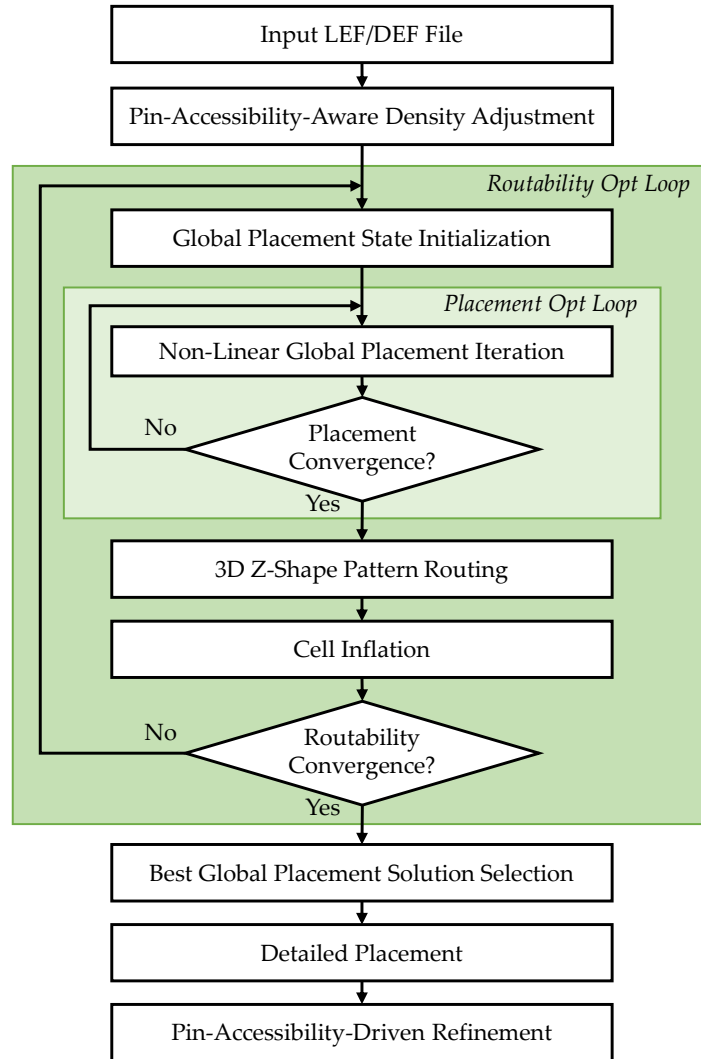 Input LEF/DEF File
Pin-Accessibility-Aware Density Adjustment
Routability Opt Loop
Global Placement State Initialization
Placement Opt Loop
Non-Linear Global Placement Iteration
No
Placement
Convergence?
Yes
3D Z-Shape Pattern Routing
Cell Inflation
No
Routability
Convergence?
Yes
Best Global Placement Solution Selection
Detailed Placement
Pin-Accessibility-Driven Refinement